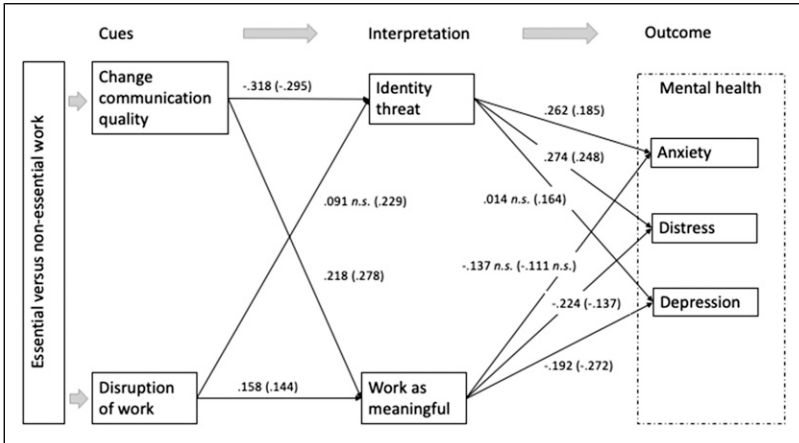 Cues
Interpretation
Outcome
Essential versus non-essential work
Change
communication
quality
-.318 (-.295)
Identity
threat
Mental health
.262 (.185)
Anxiety
.274 (.248)
.091 n.s. (.229)
.014 n.s. (.164)
Distress
.218 (.278)
-.137 n.s. (-.111 n.s.)
-.224 (-.137)
Depression
-.192 (-.272)
Disruption
of work
.158 (.144)
Work as
meaningful